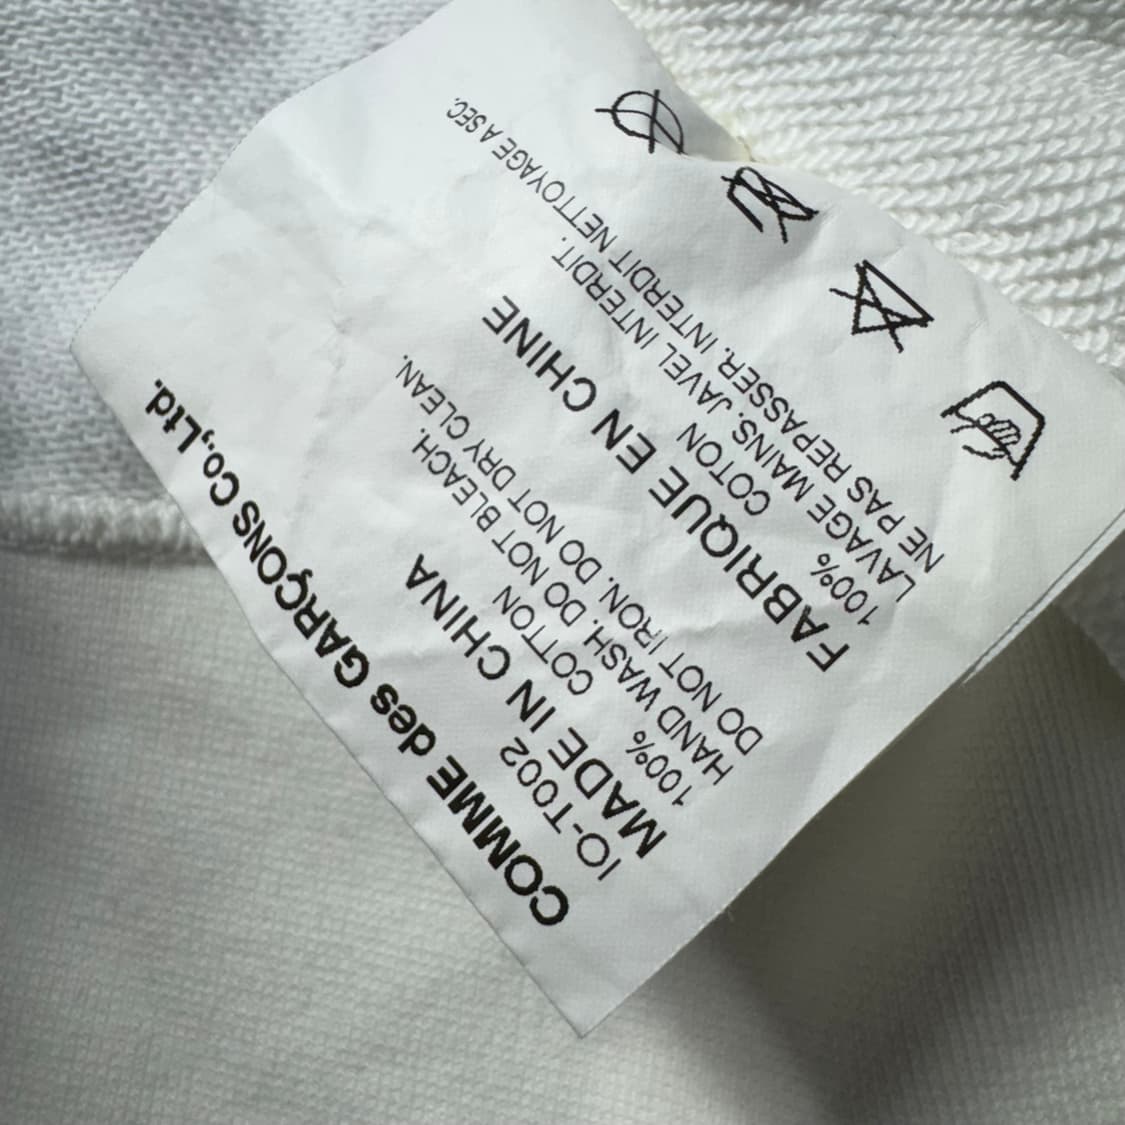 COMME des GARÇONS Co.,Ltd.
IO-T002
MADE IN CHINA
100% COTTON
HAND WASH. DO NOT BLEACH.
DO NOT IRON. DO NOT DRY CLEAN.
FABRIQUE EN CHINE
100% COTON
LAVAGE MAINS. JAVEL INTERDIT.
NE PAS REPASSER. INTERDIT NETTOYAGE A SEC.